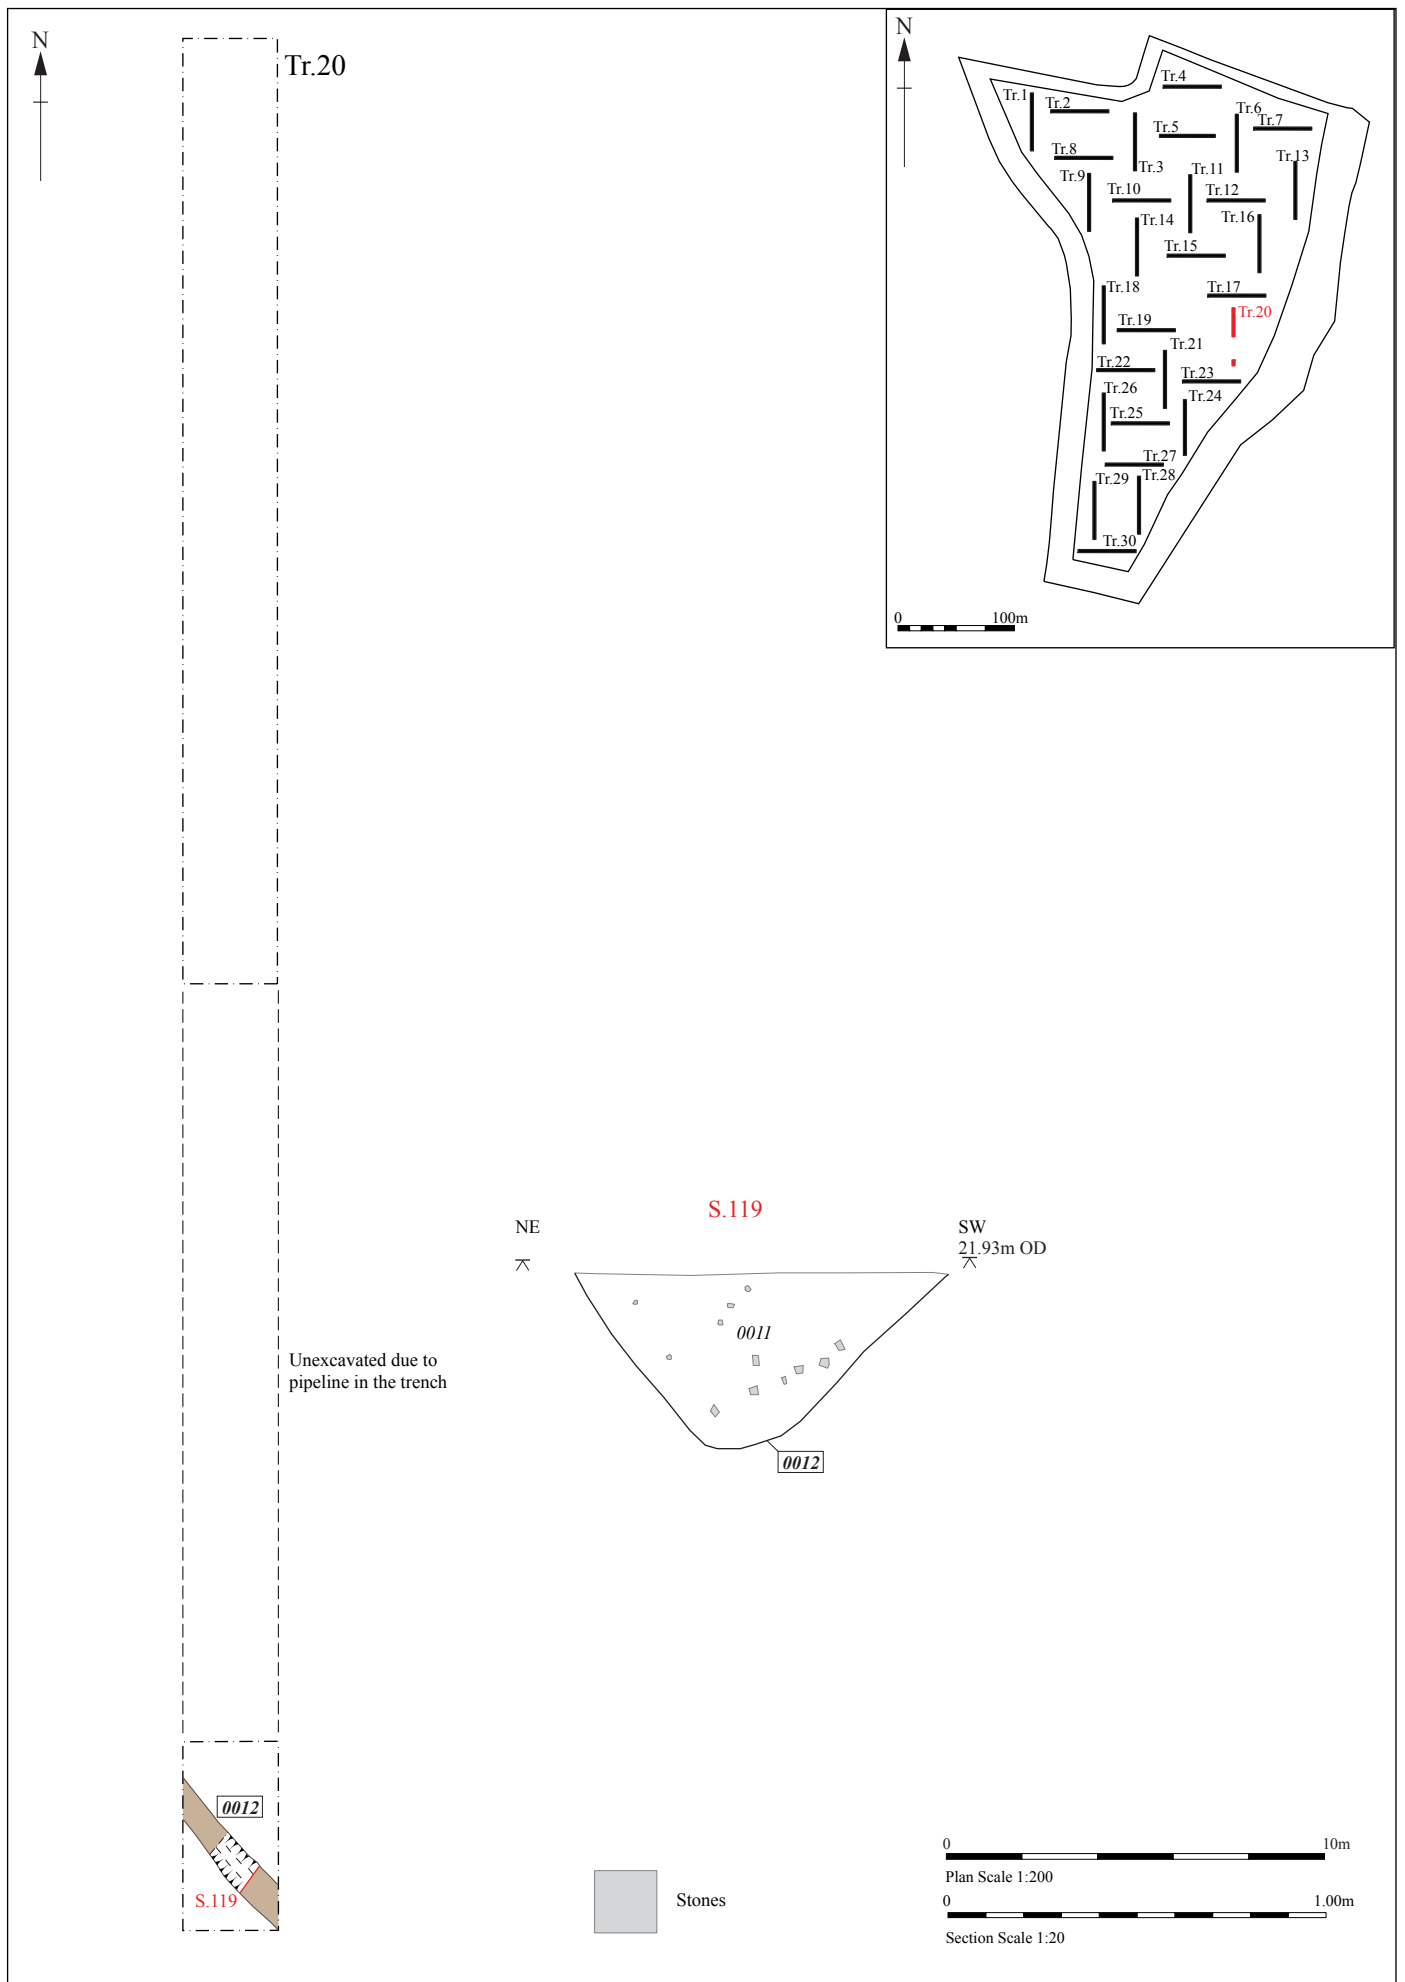 N
Tr.20
N
Tr.4
Tr.1
Tr.2
Tr.6
Tr.7
Tr.5
Tr.8
Tr.3
Tr.13
Tr.9
Tr.11
Tr.10
Tr.12
Tr.14
Tr.16
Tr.15
Tr.18
Tr.17
Tr.20
Tr.19
Tr.21
Tr.22
Tr.23
Tr.26
Tr.24
Tr.25
Tr.27
Tr.29
Tr.28
Tr.30
0 100m
S.119
NE
SW
21.93m OD
0011
0012
Unexcavated due to
pipeline in the trench
0012
S.119
Stones
0 10m
Plan Scale 1:200
0 1.00m
Section Scale 1:20